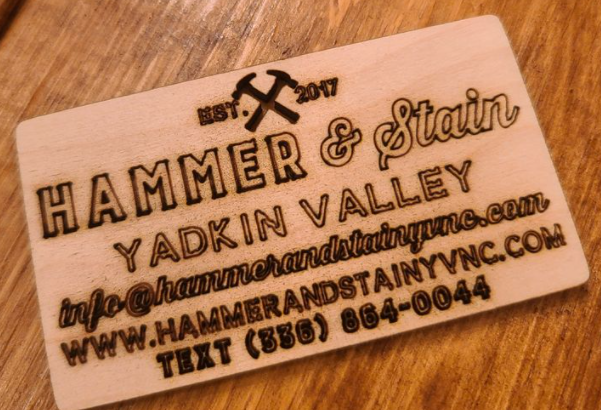 EST. 2017
HAMMER & Stain
YADKIN VALLEY
info@hammerandstainyvnc.com
WWW.HAMMERANDSTAINYVNC.COM
TEXT (336) 864-0044